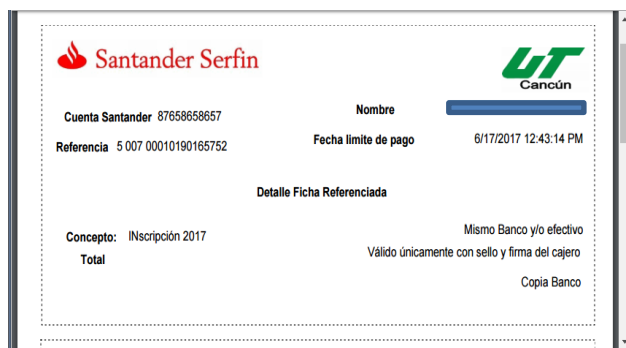 Santander Serfin
UT
Cancún
Cuenta Santander 87658658657
Nombre
Referencia 5 007 00010190165752
Fecha limite de pago 6/17/2017 12:43:14 PM
Detalle Ficha Referenciada
Concepto: INscripción 2017
Mismo Banco y/o efectivo
Total
Válido únicamente con sello y firma del cajero
Copia Banco